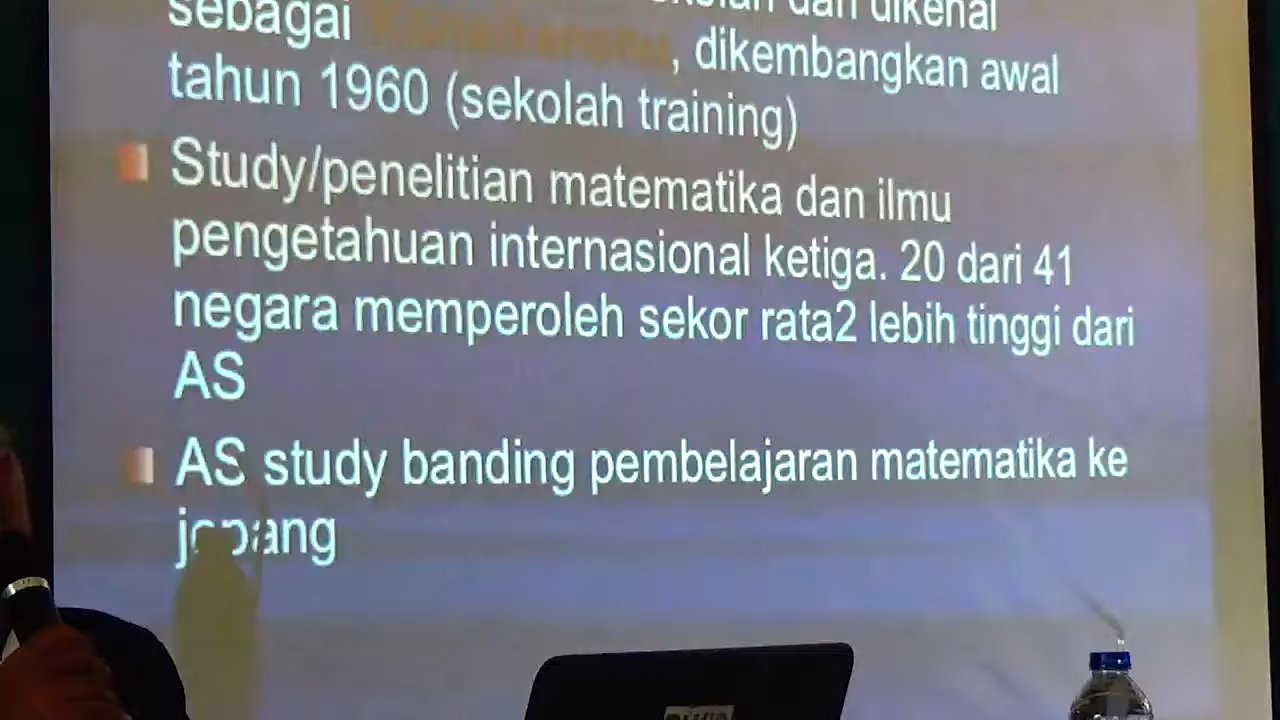 dan dikenal
sebagai , dikembangkan awal
tahun 1960 (sekolah training)
Study/penelitian matematika dan ilmu
pengetahuan internasional ketiga. 20 dari 41
negara memperoleh sekor rata2 lebih tinggi dari
AS
AS study banding pembelajaran matematika ke
jepang